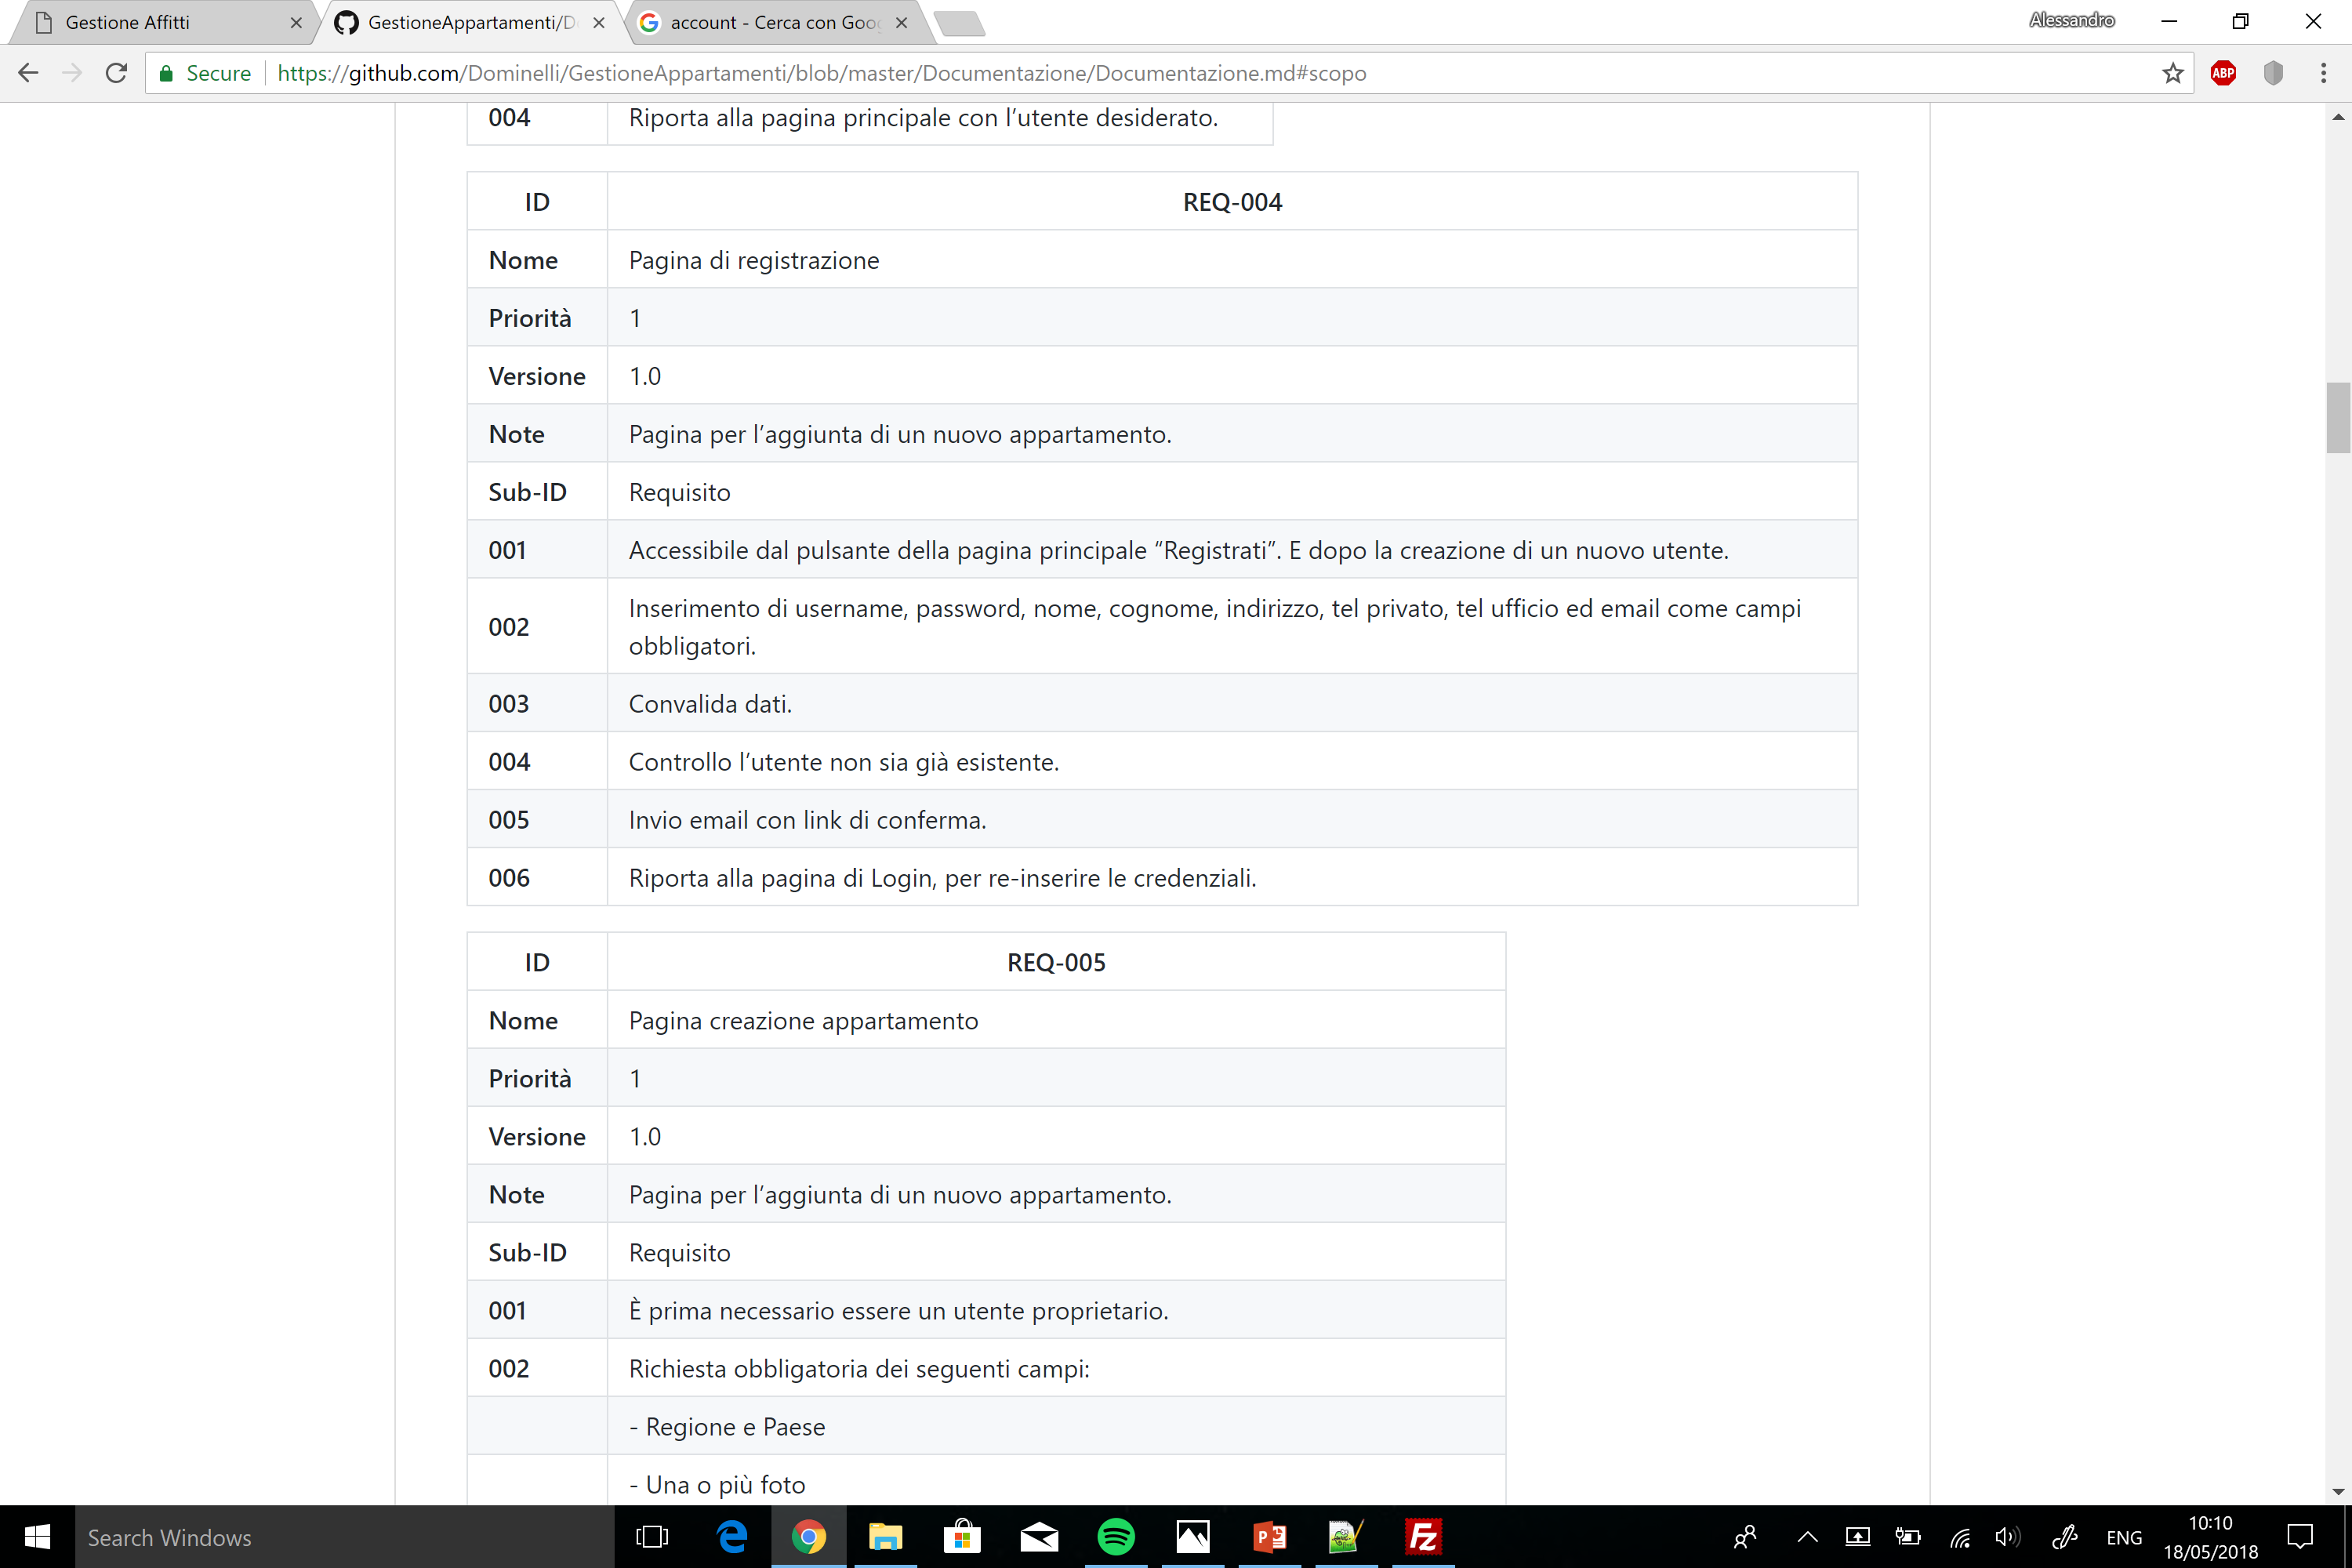 Gestione Affitti
GestioneAppartamenti/D
account - Cerca con Goo
Alessandro
Secure https://github.com/Dominelli/GestioneAppartamenti/blob/master/Documentazione/Documentazione.md#scopo
ABP
004 Riporta alla pagina principale con l’utente desiderato.
ID REQ-004
Nome Pagina di registrazione
Priorità 1
Versione 1.0
Note Pagina per l’aggiunta di un nuovo appartamento.
Sub-ID Requisito
001 Accessibile dal pulsante della pagina principale “Registrati”. E dopo la creazione di un nuovo utente.
002 Inserimento di username, password, nome, cognome, indirizzo, tel privato, tel ufficio ed email come campi
obbligatori.
003 Convalida dati.
004 Controllo l’utente non sia già esistente.
005 Invio email con link di conferma.
006 Riporta alla pagina di Login, per re-inserire le credenziali.
ID REQ-005
Nome Pagina creazione appartamento
Priorità 1
Versione 1.0
Note Pagina per l’aggiunta di un nuovo appartamento.
Sub-ID Requisito
001 È prima necessario essere un utente proprietario.
002 Richiesta obbligatoria dei seguenti campi:
- Regione e Paese
- Una o più foto
Search Windows
ENG
10:10
18/05/2018